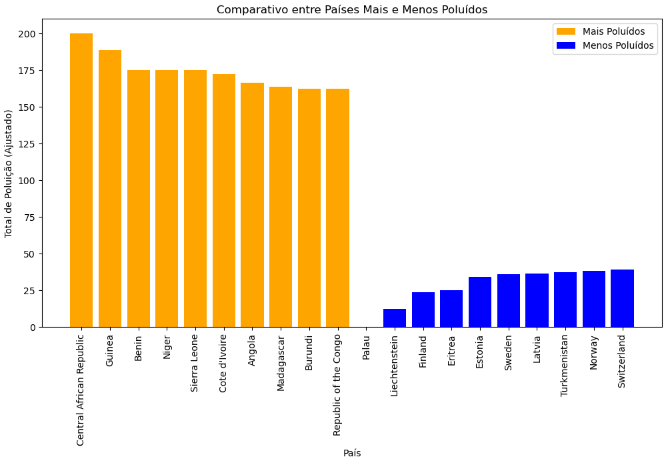 Comparativo entre Países Mais e Menos Poluídos
Mais Poluídos
Menos Poluídos
Total de Poluição (Ajustado)
200
175
150
125
100
75
50
25
0
Central African Republic
Guinea
Benin
Niger
Sierra Leone
Cote d'Ivoire
Angola
Madagascar
Burundi
Republic of the Congo
Palau
Liechtenstein
Finland
Eritrea
Estonia
Sweden
Latvia
Turkmenistan
Norway
Switzerland
País